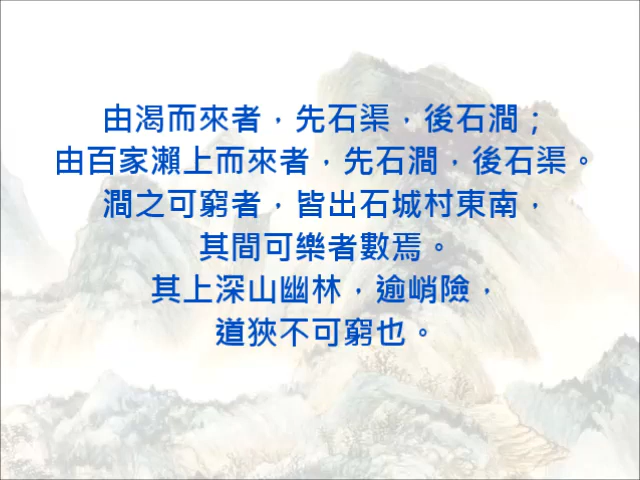 由渴而來者，先石渠，後石澗；
由百家瀨上而來者，先石澗，後石渠。
澗之可窮者，皆出石城村東南，
其間可樂者數焉。
其上深山幽林，逾峭險，
道狹不可窮也。